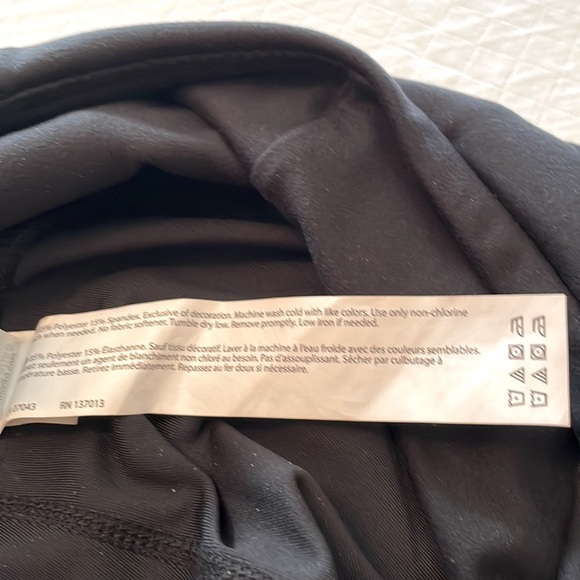 85% Polyester 15% Spandex. Exclusive of decoration. Machine wash cold with like colors. Use only non-chlorine
when needed. No fabric softener. Tumble dry low. Remove promptly. Low iron if needed.
85% Polyester 15% Élasthanne. Sauf tissu décoratif. Laver à la machine à l'eau froide avec des couleurs semblables.
seulement un agent de blanchiment non chloré au besoin. Pas d'assouplissant. Sécher par culbutage à
température basse. Retirez immédiatement. Repassez au fer doux si nécessaire.
07043 RN 137013